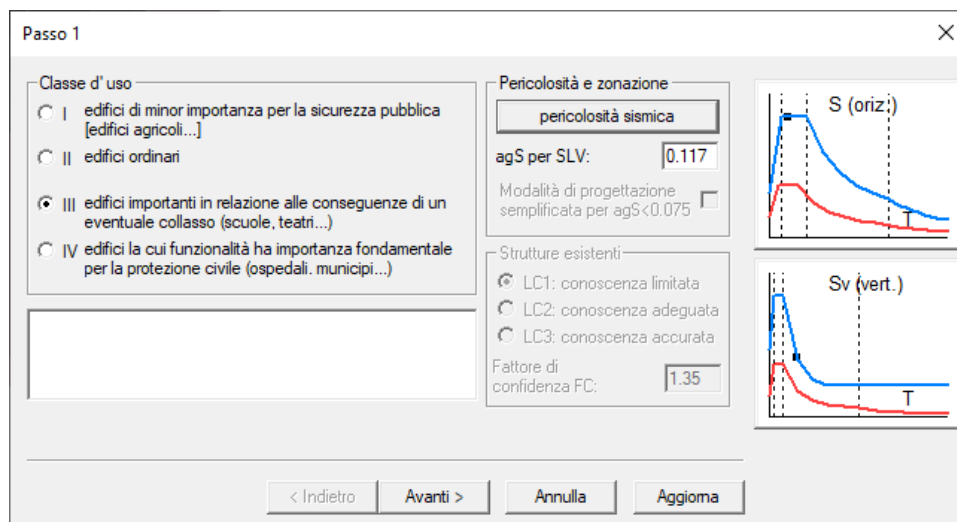 Passo 1
Classe d' uso
I edifici di minor importanza per la sicurezza pubblica
[edifici agricoli...]
II edifici ordinari
III edifici importanti in relazione alle conseguenze di un
eventuale collasso (scuole, teatri...)
IV edifici la cui funzionalità ha importanza fondamentale
per la protezione civile (ospedali. municipi...)
Pericolosità e zonazione
pericolosità sismica
agS per SLV: 0.117
Modalità di progettazione
semplificata per agS<0.075
Strutture esistenti
LC1: conoscenza limitata
LC2: conoscenza adeguata
LC3: conoscenza accurata
Fattore di
confidenza FC: 1.35
S (oriz.)
T
Sv (vert.)
T
< Indietro
Avanti >
Annulla
Aggiorna